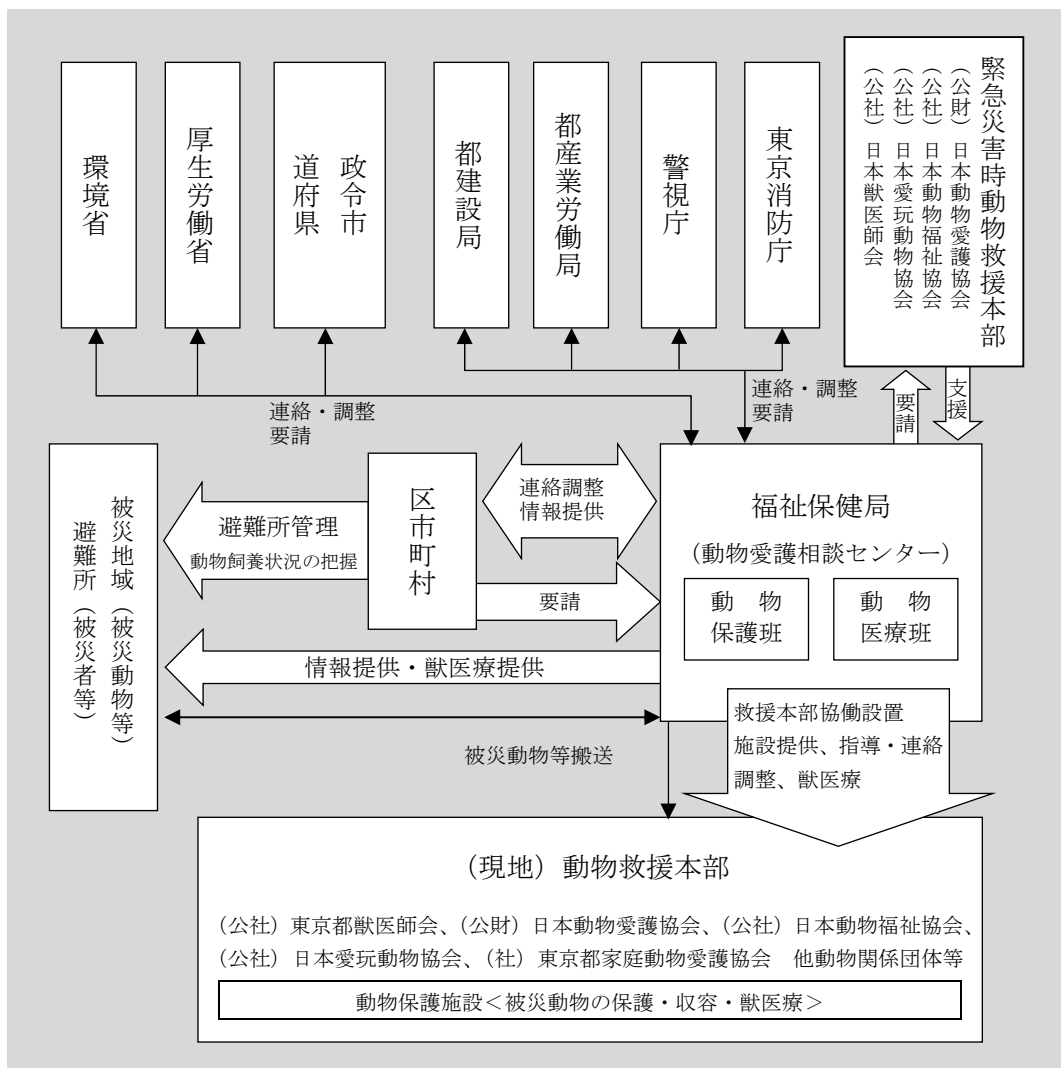 環境省
厚生労働省
政令市
道府県
都建設局
都産業労働局
警視庁
東京消防庁
緊急災害時動物救援本部
（公財）日本動物愛護協会
（公社）日本動物福祉協会
（公社）日本愛玩動物協会
（公社）日本獣医師会
連絡・調整
要請
連絡・調整
要請
要請
支援
被災地域（被災動物等）
避難所（被災者等）
避難所管理
動物飼養状況の把握
区市町村
連絡調整
情報提供
要請
福祉保健局
（動物愛護相談センター）
動　物
保護班
動　物
医療班
情報提供・獣医療提供
被災動物等搬送
救援本部協働設置
施設提供、指導・連絡
調整、獣医療
（現地）動物救援本部
（公社）東京都獣医師会、（公財）日本動物愛護協会、（公社）日本動物福祉協会、
（公社）日本愛玩動物協会、（社）東京都家庭動物愛護協会　他動物関係団体等
動物保護施設＜被災動物の保護・収容・獣医療＞